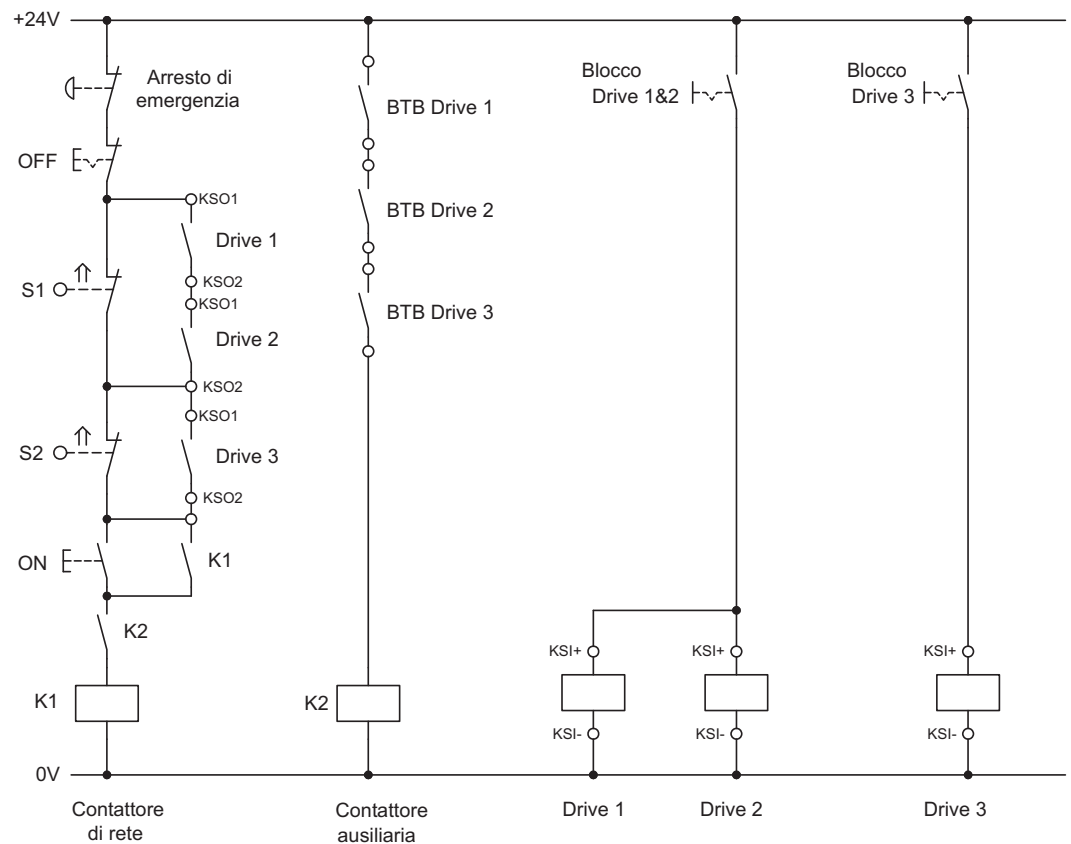 +24V
Arresto di
emergenzia
OFF
KSO1
Drive 1
KSO2
KSO1
S1
Drive 2
KSO2
KSO1
S2
Drive 3
KSO2
ON
K1
K2
K1
BTB Drive 1
BTB Drive 2
BTB Drive 3
K2
Blocco
Drive 1&2
KSI+
KSI-
KSI+
KSI-
Blocco
Drive 3
KSI+
KSI-
0V
Contattore
di rete
Contattore
ausiliaria
Drive 1
Drive 2
Drive 3